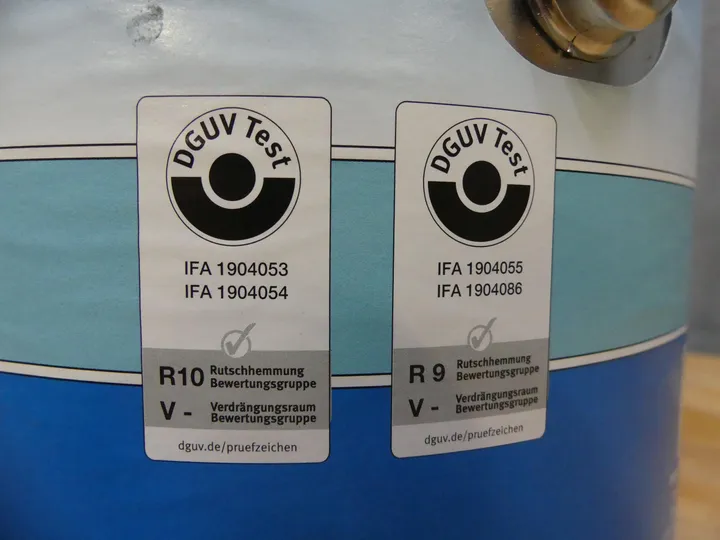 DGUV Test
IFA 1904053
IFA 1904054
R10 Rutschhemmung
Bewertungsgruppe
V - Verdrängungsraum
Bewertungsgruppe
dguv.de/pruefzeichen
DGUV Test
IFA 1904055
IFA 1904086
R 9 Rutschhemmung
Bewertungsgruppe
V - Verdrängungsraum
Bewertungsgruppe
dguv.de/pruefzeichen